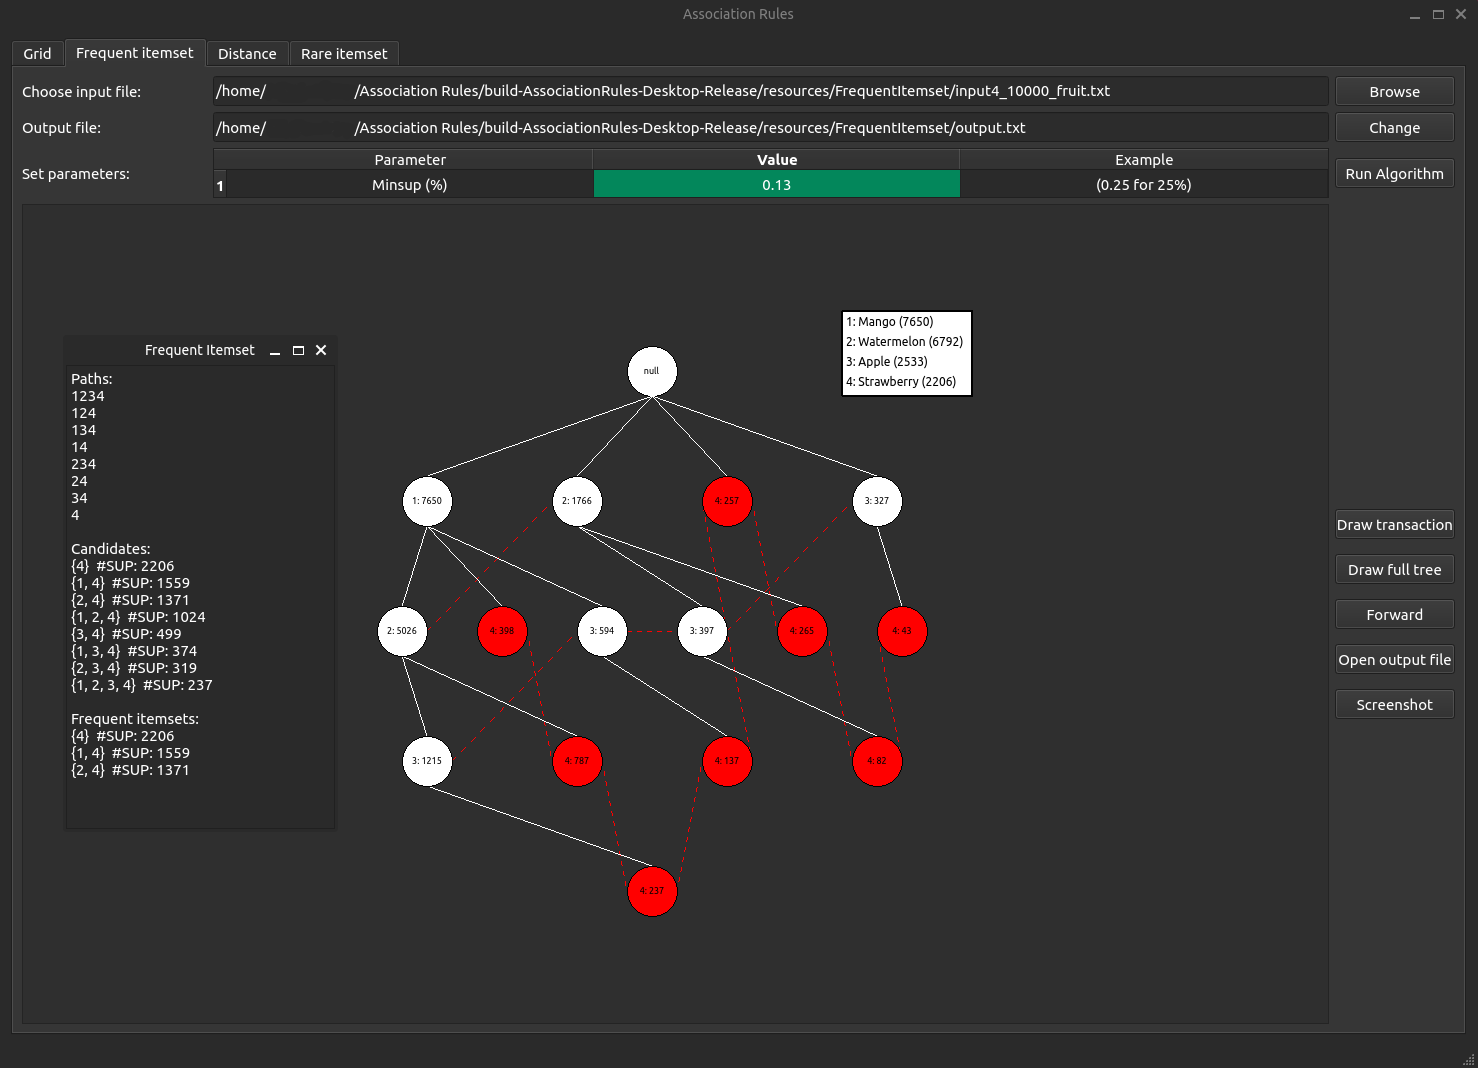 Association Rules
Grid Frequent itemset Distance Rare itemset
Choose input file: /home/ /Association Rules/build-AssociationRules-Desktop-Release/resources/FrequentItemset/input4_10000_fruit.txt Browse
Output file: /home/ /Association Rules/build-AssociationRules-Desktop-Release/resources/FrequentItemset/output.txt Change
Set parameters:
Parameter Value Example
1 Minsup (%) 0.13 (0.25 for 25%)
Run Algorithm
1: Mango (7650)
2: Watermelon (6792)
3: Apple (2533)
4: Strawberry (2206)
Frequent Itemset
Paths:
1234
124
134
14
234
24
34
4
Candidates:
{4} #SUP: 2206
{1, 4} #SUP: 1559
{2, 4} #SUP: 1371
{1, 2, 4} #SUP: 1024
{3, 4} #SUP: 499
{1, 3, 4} #SUP: 374
{2, 3, 4} #SUP: 319
{1, 2, 3, 4} #SUP: 237
Frequent itemsets:
{4} #SUP: 2206
{1, 4} #SUP: 1559
{2, 4} #SUP: 1371
null
1: 7650 2: 1766 4: 257 3: 327
2: 5026 4: 398 3: 594 3: 397 4: 265 4: 43
3: 1215 4: 787 4: 137 4: 82
4: 237
Draw transaction
Draw full tree
Forward
Open output file
Screenshot